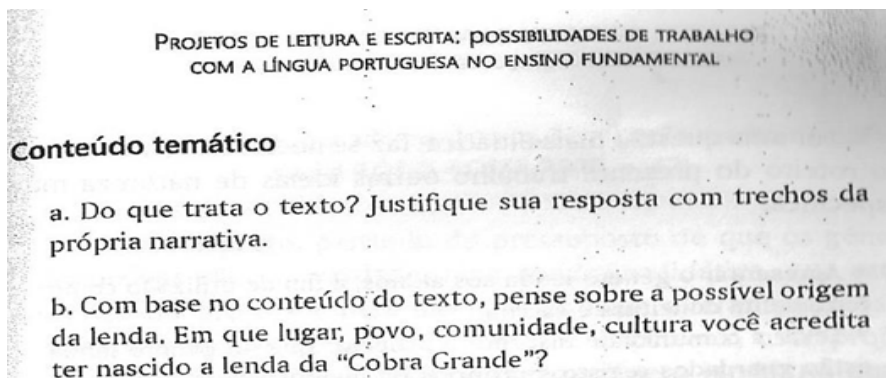 PROJETOS DE LEITURA E ESCRITA: POSSIBILIDADES DE TRABALHO
COM A LÍNGUA PORTUGUESA NO ENSINO FUNDAMENTAL
Conteúdo temático
a. Do que trata o texto? Justifique sua resposta com trechos da
própria narrativa.
b. Com base no conteúdo do texto, pense sobre a possível origem
da lenda. Em que lugar, povo, comunidade, cultura você acredita
ter nascido a lenda da “Cobra Grande”?